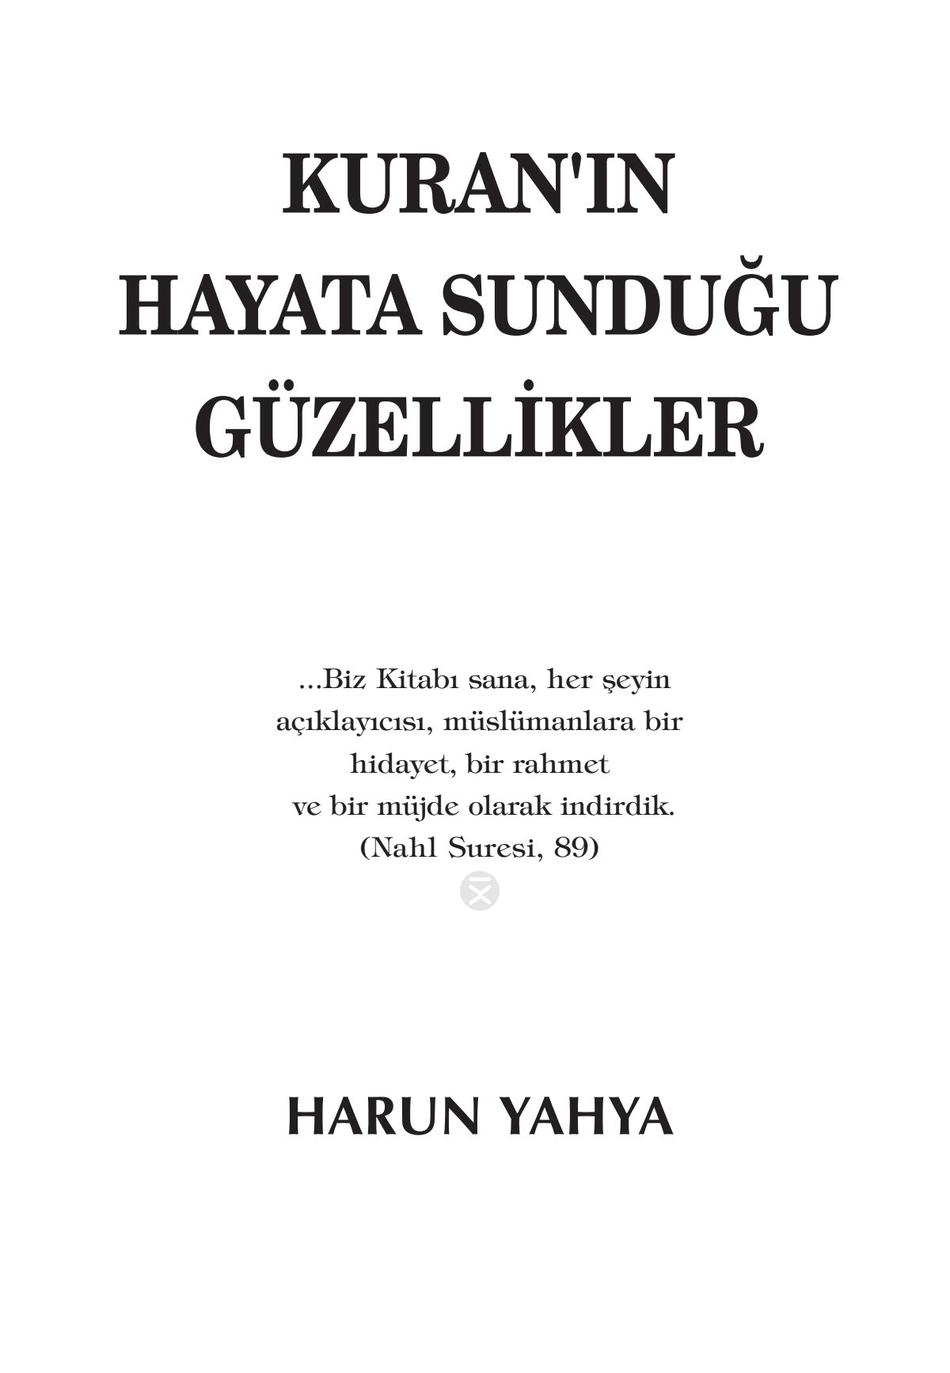 KURAN'IN
HAYATA SUNDUĞU
GÜZELLİKLER
...Biz Kitabı sana, her şeyin
açıklayıcısı, müslümanlara bir
hidayet, bir rahmet
ve bir müjde olarak indirdik.
(Nahl Suresi, 89)
HARUN YAHYA